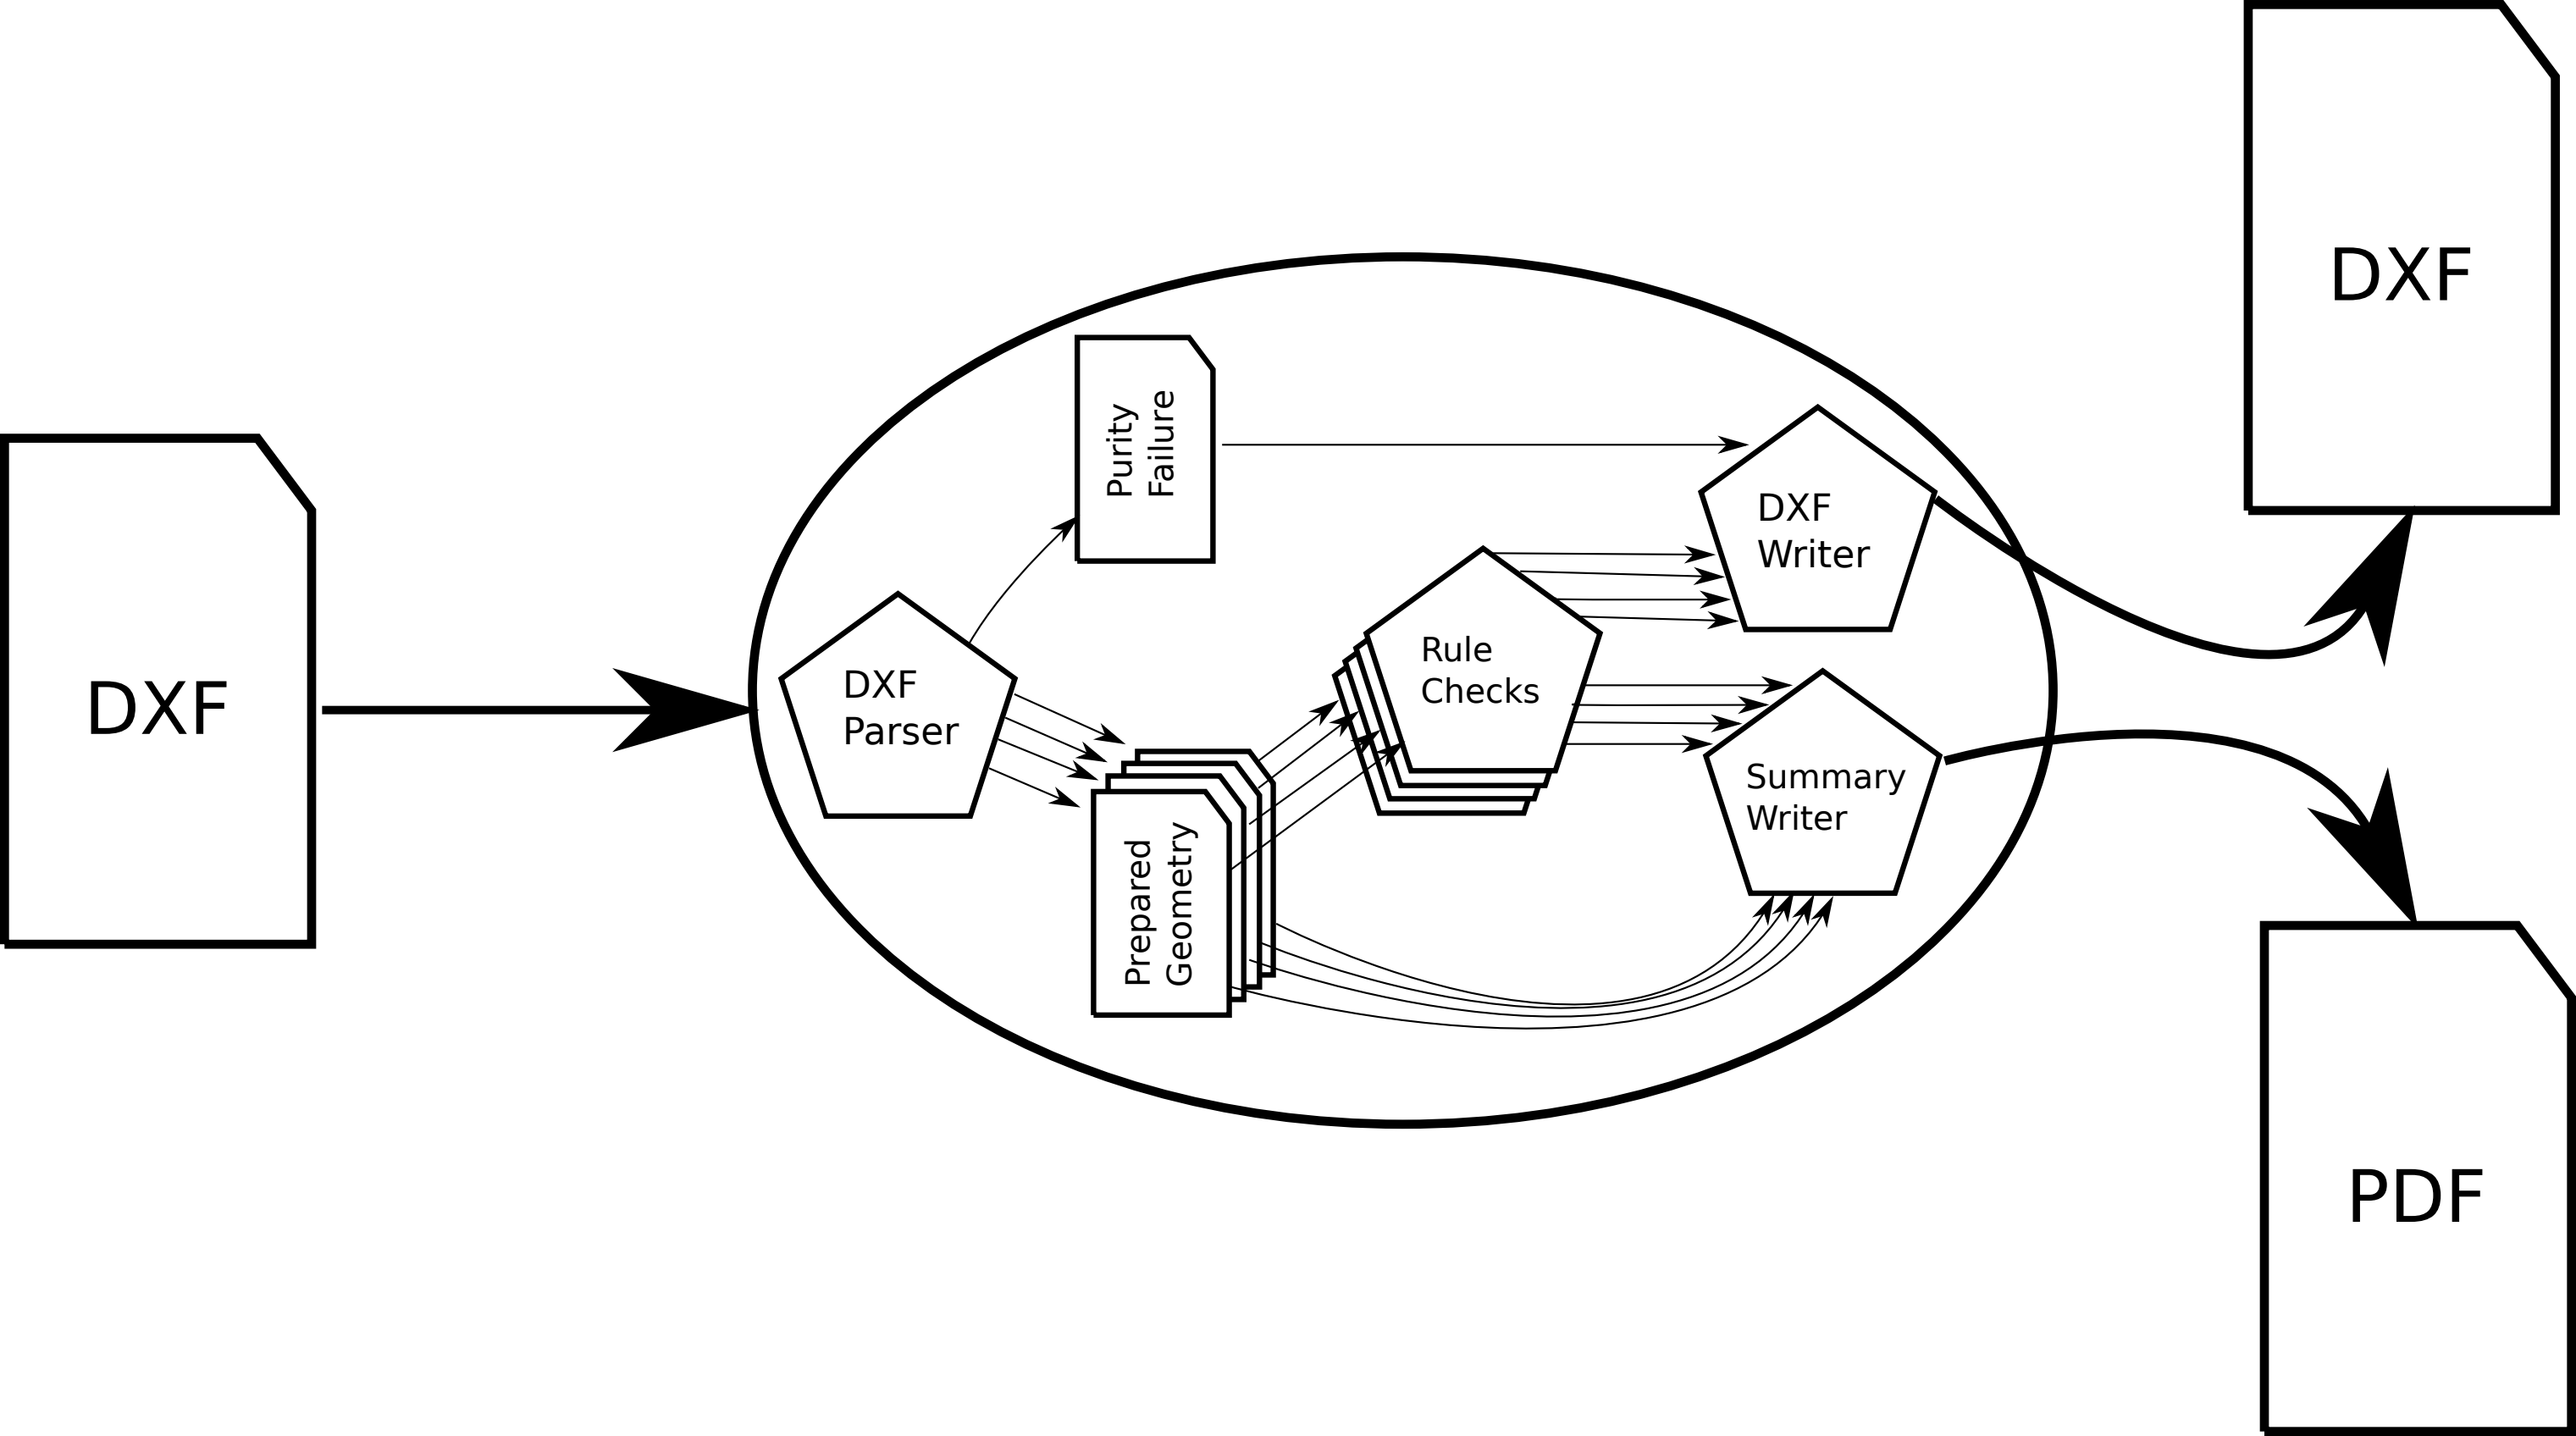 DXF
DXF
Parser
Purity
Failure
Prepared
Geometry
Rule
Checks
DXF
Writer
Summary
Writer
DXF
PDF